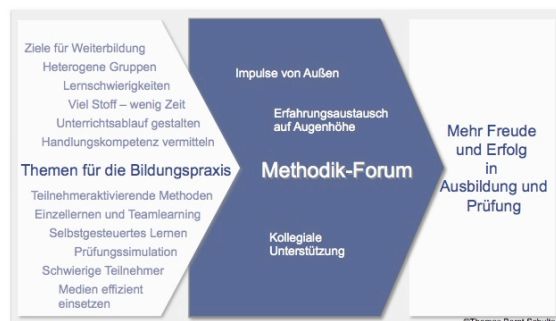 Ziele für Weiterbildung
Heterogene Gruppen
Lernschwierigkeiten
Viel Stoff – wenig Zeit
Unterrichtsablauf gestalten
Handlungskompetenz vermitteln
Themen für die Bildungspraxis
Teilnehmeraktivierende Methoden
Einzellernen und Teamlearning
Selbstgesteuertes Lernen
Prüfungssimulation
Schwierige Teilnehmer
Medien effizient
einsetzen
Impulse von Außen
Erfahrungsaustausch
auf Augenhöhe
Methodik-Forum
Kollegiale
Unterstützung
Mehr Freude
und Erfolg
in
Ausbildung und
Prüfung